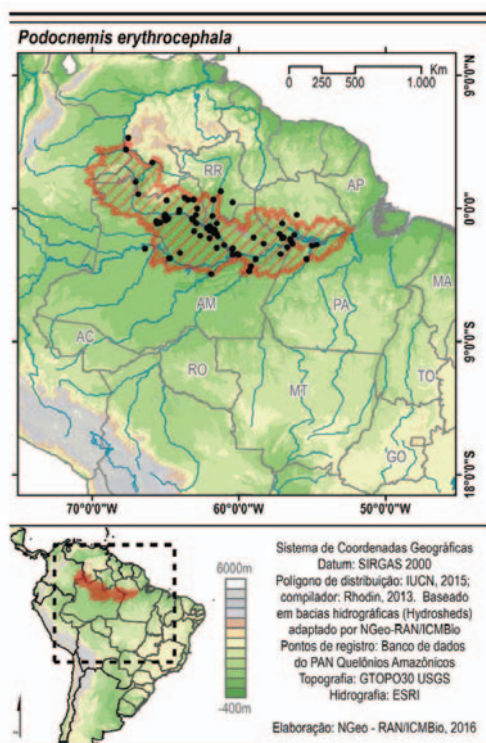 Podocnemis erythrocephala
Km
0 250 500 1.000
9°0'0"N
0°0'0"
9°0'0"S
18°0'0"S
RR
AP
AM
PA
MA
AC
RO
MT
TO
GO
70°0'0"W
60°0'0"W
50°0'0"W
6000m
-400m
Sistema de Coordenadas Geográficas
Datum: SIRGAS 2000
Polígono de distribuição: IUCN, 2015;
compilador: Rhodin, 2013. Baseado
em bacias hidrográficas (Hydrosheds)
adaptado por NGeo-RAN/ICMBio
Pontos de registro: Banco de dados
do PAN Quelônios Amazônicos
Topografia: GTOPO30 USGS
Hidrografia: ESRI
Elaboração: NGeo - RAN/ICMBio, 2016